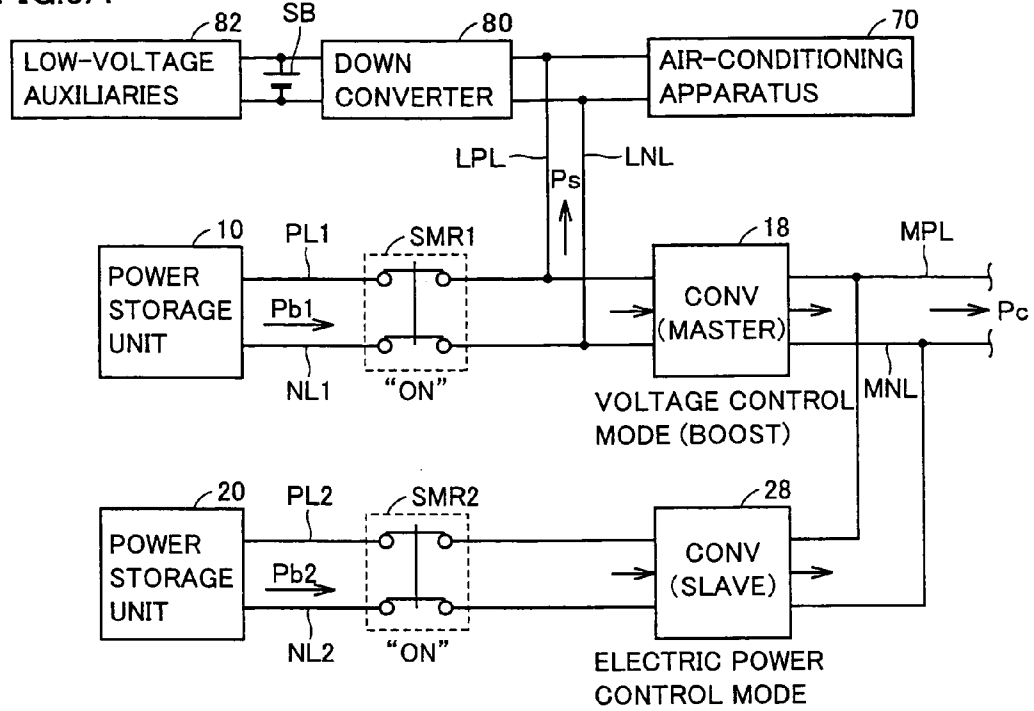 82
SB
80
70
LOW-VOLTAGE
AUXILIARIES
DOWN
CONVERTER
AIR-CONDITIONING
APPARATUS
LPL
LNL
Ps
10
PL1
SMR1
18
MPL
POWER
STORAGE
UNIT
Pb1
CONV
(MASTER)
Pc
NL1
"ON"
MNL
VOLTAGE CONTROL
MODE (BOOST)
20
PL2
SMR2
28
POWER
STORAGE
UNIT
Pb2
CONV
(SLAVE)
NL2
"ON"
ELECTRIC POWER
CONTROL MODE